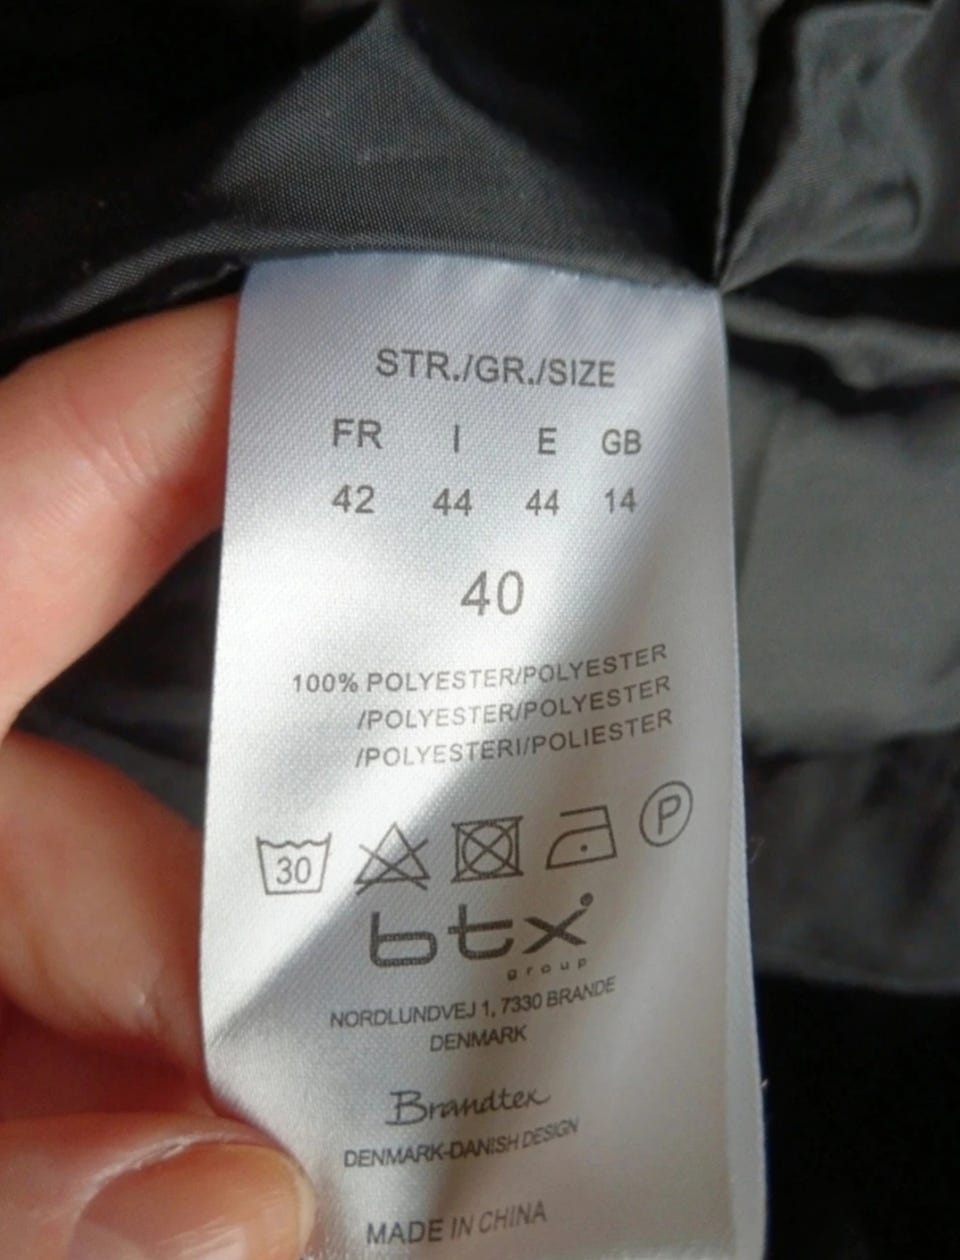 STR./GR./SIZE
FR I E GB
42 44 44 14
40
100% POLYESTER/POLYESTER
/POLYESTER/POLYESTER
/POLYESTERI/POLIESTER
30 P
btx
group
NORDLUNDVEJ 1, 7330 BRANDE
DENMARK
Brandtex
DENMARK-DANISH DESIGN
MADE IN CHINA